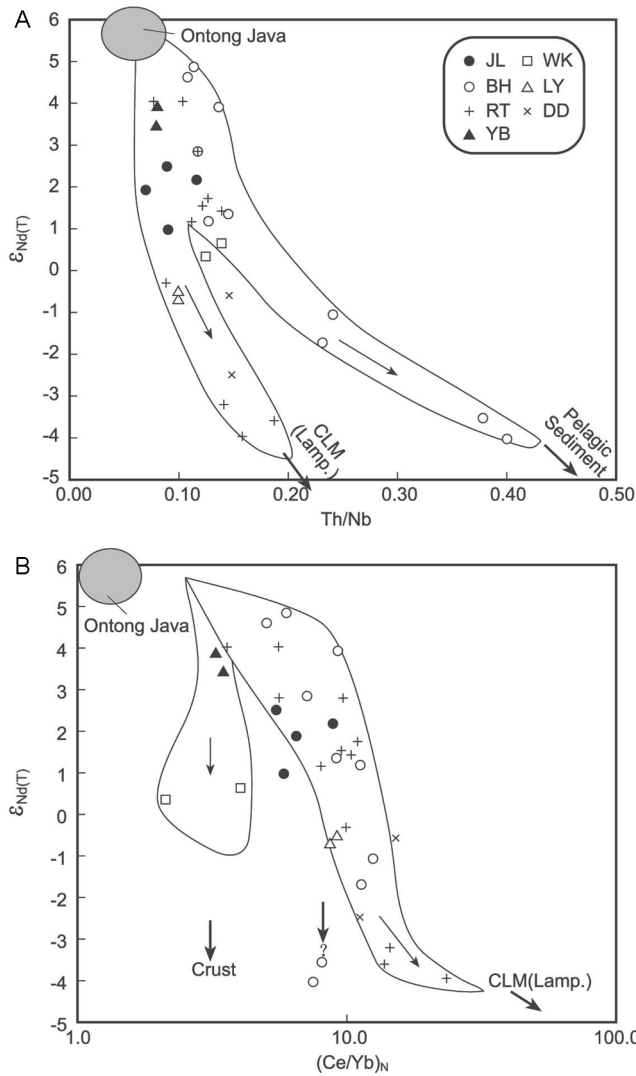 A
6
5
4
3
2
1
0
-1
-2
-3
-4
-5
εNd(T)
Ontong Java
JL WK
BH LY
RT DD
YB
CLM
(Lamp.)
Pelagic
Sediment
0.00 0.10 0.20 0.30 0.40 0.50
Th/Nb
B
6
5
4
3
2
1
0
-1
-2
-3
-4
-5
εNd(T)
Ontong Java
?
Crust
CLM(Lamp.)
1.0 10.0 100.0
(Ce/Yb)N